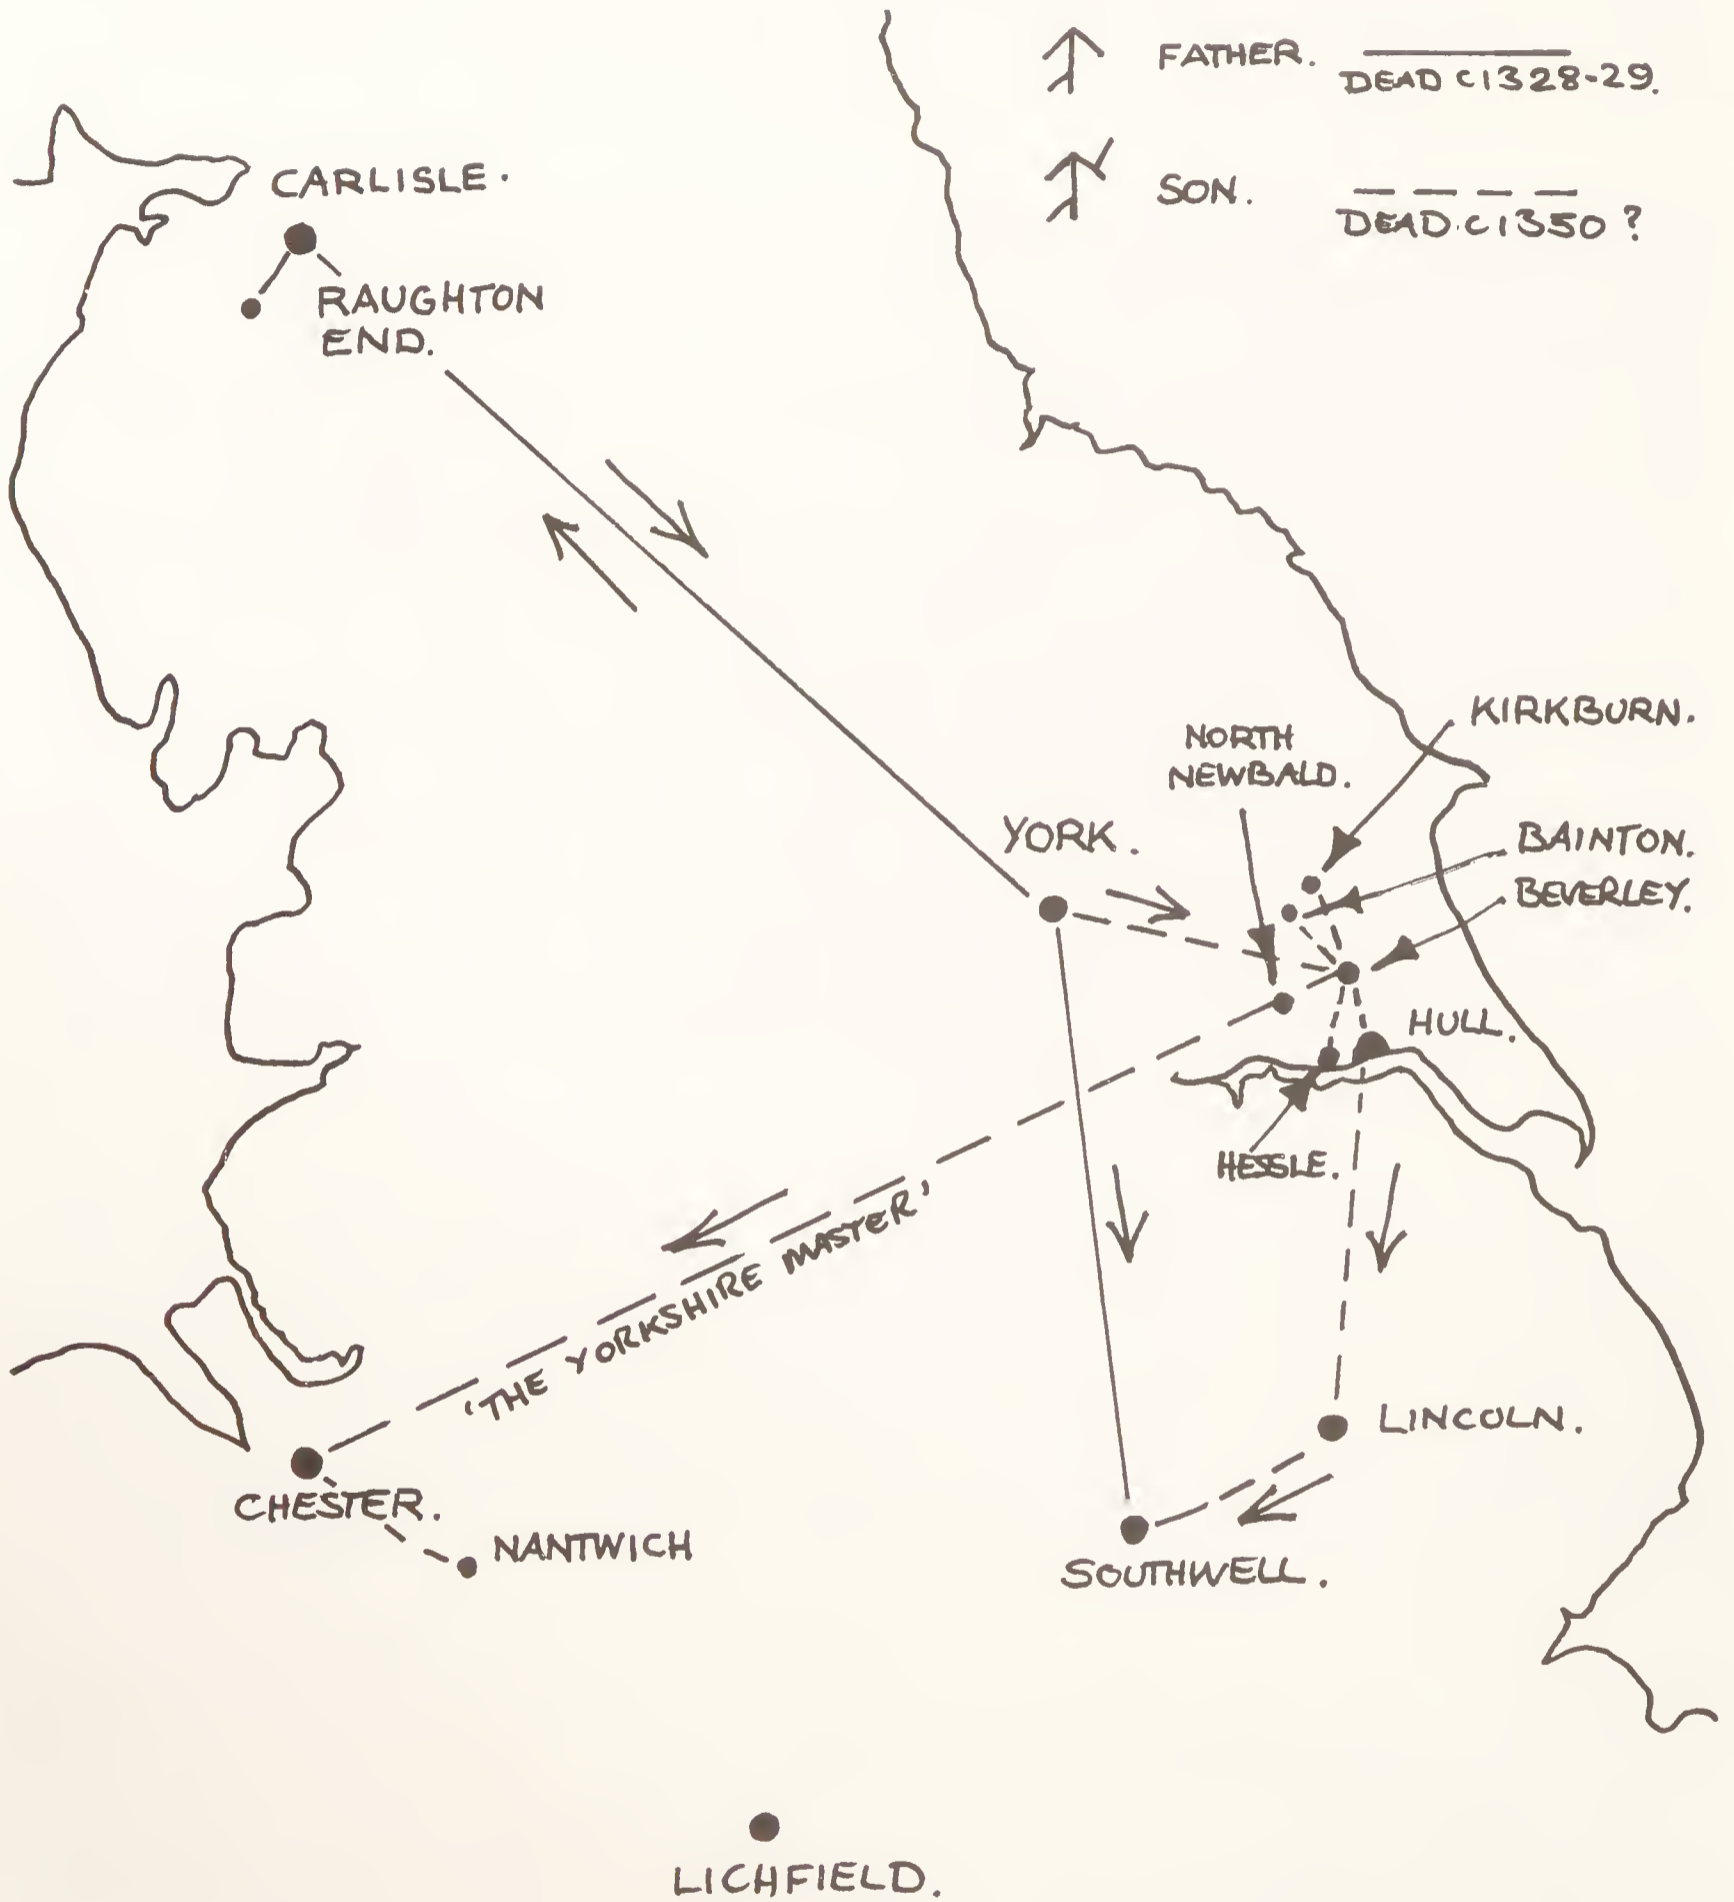 FATHER.
DEAD C1328-29.
SON.
DEAD.C1350?
CARLISLE.
RAUGHTON
END.
KIRKBURN.
NORTH
NEWBALD.
YORK.
BAINTON.
BEVERLEY.
HULL.
HESSLE.
'THE YORKSHIRE MASTER'
LINCOLN.
CHESTER.
NANTWICH
SOUTHWELL.
LICHFIELD.